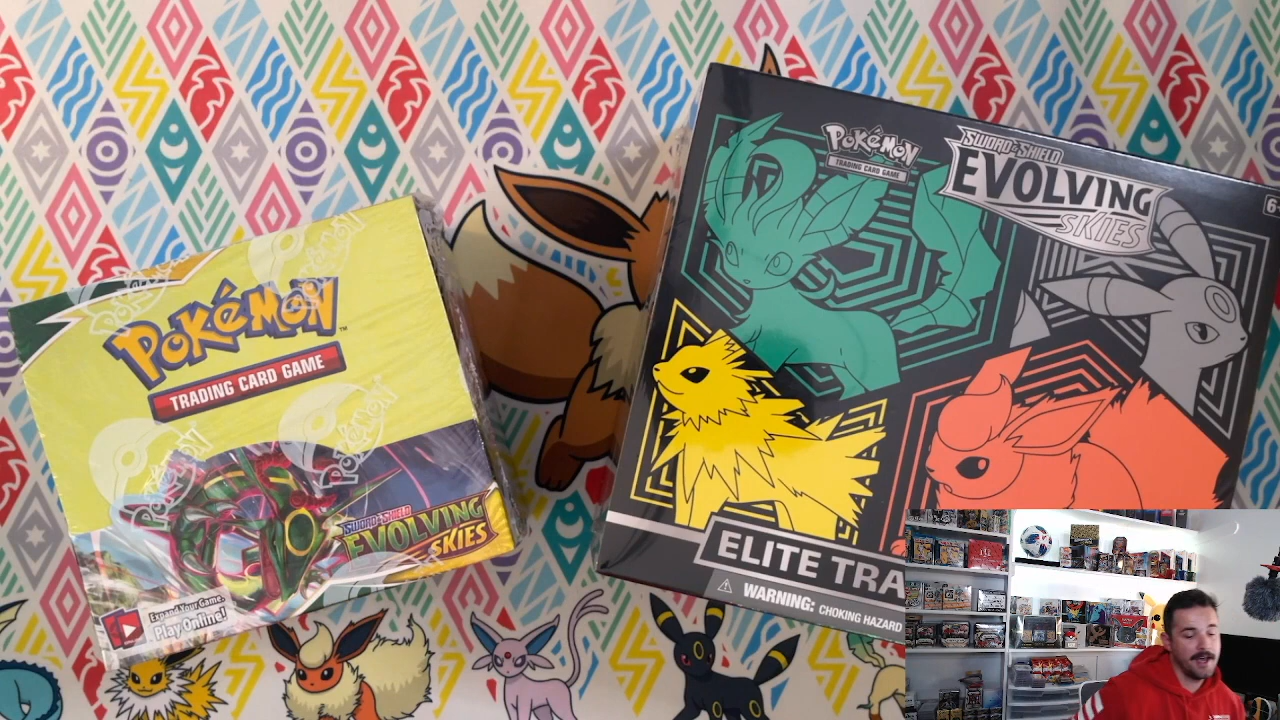 POKéMON
TRADING CARD GAME
SWORD & SHIELD
EVOLVING
SKIES
Expand Your Game.
Play Online!
POKéMON
TRADING CARD GAME
SWORD & SHIELD
EVOLVING
SKIES
ELITE TRA
WARNING: CHOKING HAZARD